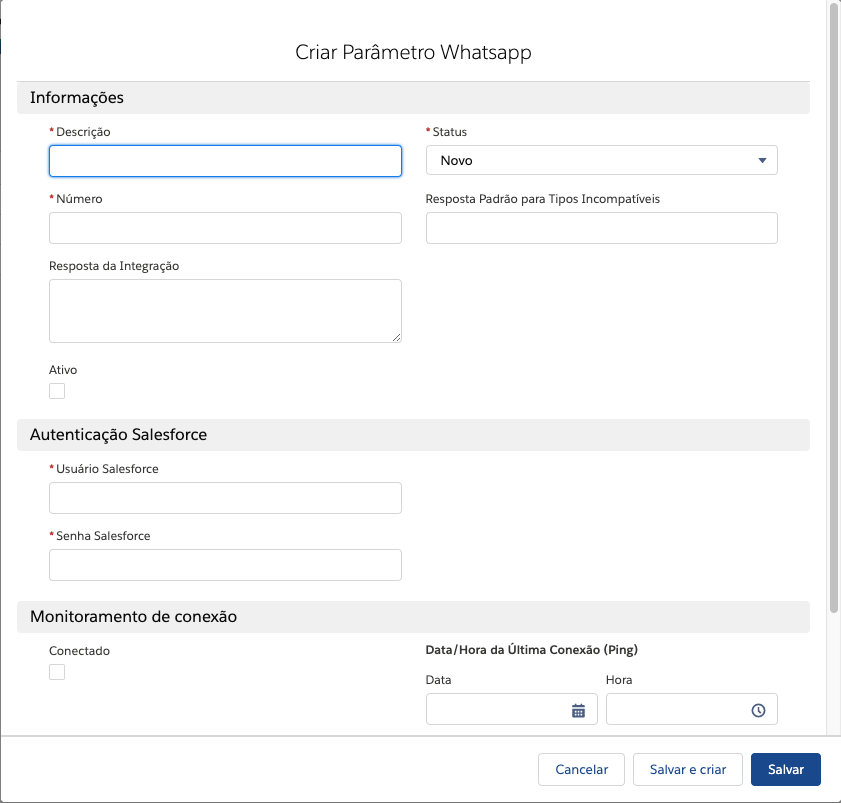 Criar Parâmetro Whatsapp
Informações
* Descrição
* Status
Novo
* Número
Resposta Padrão para Tipos Incompatíveis
Resposta da Integração
Ativo
Autenticação Salesforce
* Usuário Salesforce
* Senha Salesforce
Monitoramento de conexão
Conectado
Data/Hora da Última Conexão (Ping)
Data
Hora
Cancelar
Salvar e criar
Salvar